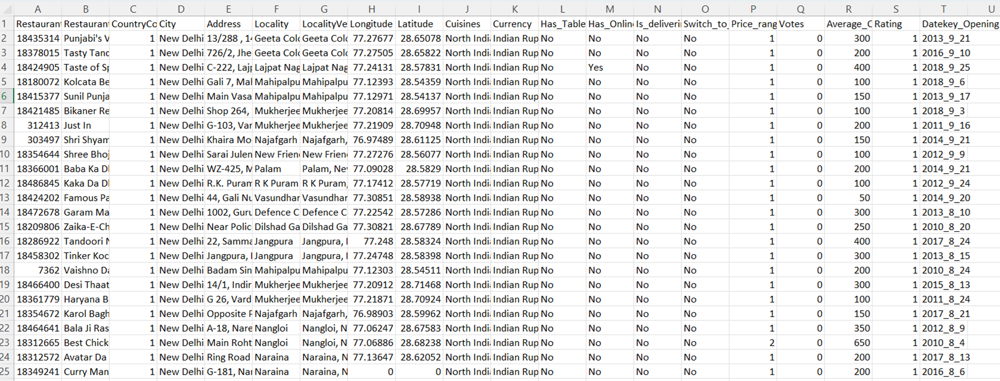 A B C D E F G H I J K L M N O P Q R S T U
1 Restaurant Restaurant CountryCo City Address Locality LocalityVe Longitude Latitude Cuisines Currency Has_Table Has_Onlin Is_deliveri Switch_to_ Price_rang Votes Average_C Rating Datekey_Opening
2 18435314 Punjabi's V 1 New Delhi 13/288 , 14 Geeta Colo Geeta Colo 77.27677 28.65078 North Indi Indian Rup No No No No 1 0 300 1 2013_9_21
3 18378015 Tasty Tand 1 New Delhi 726/2, Jhe Geeta Colo Geeta Colo 77.27505 28.65822 North Indi Indian Rup No No No No 1 0 200 1 2016_9_10
4 18424905 Taste of Sp 1 New Delhi C-222, Lajp Lajpat Nag Lajpat Nag 77.24131 28.57831 North Indi Indian Rup No Yes No No 1 0 400 1 2018_9_25
5 18180072 Kolcata Be 1 New Delhi Gali 7, Mah Mahipalpu Mahipalpu 77.12393 28.54359 North Indi Indian Rup No No No No 1 0 100 1 2018_9_6
6 18415377 Sunil Punja 1 New Delhi Main Vasa Mahipalpu Mahipalpu 77.12971 28.54137 North Indi Indian Rup No No No No 1 0 150 1 2013_9_17
7 18421485 Bikaner Re 1 New Delhi Shop 264, Mukherjee Mukherjee 77.20814 28.69957 North Indi Indian Rup No No No No 1 0 100 1 2018_9_3
8 312413 Just In 1 New Delhi G-103, Var Mukherjee Mukherjee 77.21909 28.70948 North Indi Indian Rup No No No No 1 0 200 1 2011_9_16
9 303497 Shri Shyam 1 New Delhi Khaira Mo Najafgarh Najafgarh, 76.97489 28.61125 North Indi Indian Rup No No No No 1 0 150 1 2014_9_21
10 18354644 Shree Bhoj 1 New Delhi Sarai Julen New Frien New Frien 77.27276 28.56077 North Indi Indian Rup No No No No 1 0 100 1 2012_9_9
11 18366001 Baba Ka Dh 1 New Delhi WZ-425, M Palam Palam, Nev 77.09028 28.5829 North Indi Indian Rup No No No No 1 0 200 1 2014_9_21
12 18486845 Kaka Da Dh 1 New Delhi R.K. Puram R K Puram R K Puram, 77.17412 28.57719 North Indi Indian Rup No No No No 1 0 100 1 2012_9_24
13 18424202 Famous Pa 1 New Delhi 44, Gali Nu Vasundhar Vasundhar 77.30851 28.58938 North Indi Indian Rup No No No No 1 0 50 1 2014_9_20
14 18472678 Garam Ma 1 New Delhi 1002, Guru Defence C Defence C 77.22542 28.57286 North Indi Indian Rup No No No No 1 0 300 1 2013_8_10
15 18209806 Zaika-E-Ch 1 New Delhi Near Polic Dilshad Ga Dilshad Ga 77.30821 28.67789 North Indi Indian Rup No No No No 1 0 250 1 2010_8_20
16 18286922 Tandoori N 1 New Delhi 22, Samma Jangpura Jangpura, 77.248 28.58324 North Indi Indian Rup No No No No 1 0 400 1 2017_8_24
17 18458302 Tinker Koc 1 New Delhi Jangpura, Jangpura Jangpura, 77.24748 28.58398 North Indi Indian Rup No No No No 1 0 300 1 2013_8_15
18 7362 Vaishno Da 1 New Delhi Badam Sin Mahipalpu Mahipalpu 77.12303 28.54511 North Indi Indian Rup No No No No 1 0 200 1 2010_8_24
19 18466400 Desi Thaat 1 New Delhi 14/1, Indir Mukherjee Mukherjee 77.20912 28.71468 North Indi Indian Rup No No No No 1 0 300 1 2015_8_13
20 18361779 Haryana B 1 New Delhi G 26, Vard Mukherjee Mukherjee 77.21871 28.70924 North Indi Indian Rup No No No No 1 0 100 1 2011_8_24
21 18354672 Karol Bagh 1 New Delhi Opposite P Najafgarh Najafgarh, 76.98903 28.59962 North Indi Indian Rup No No No No 1 0 150 1 2017_8_21
22 18464641 Bala Ji Ras 1 New Delhi A-18, Nare Nangloi Nangloi, N 77.06247 28.67583 North Indi Indian Rup No No No No 1 0 350 1 2012_8_9
23 18312665 Best Chick 1 New Delhi Main Roht Nangloi Nangloi, N 77.06886 28.68238 North Indi Indian Rup No No No No 2 0 650 1 2010_8_4
24 18312572 Avatar Da 1 New Delhi Ring Road Naraina Naraina, N 77.13647 28.62052 North Indi Indian Rup No No No No 1 0 200 1 2017_8_13
25 18349241 Curry Man 1 New Delhi G-181, Nar Naraina Naraina, N 0 0 North Indi Indian Rup No No No No 1 0 200 1 2016_8_6